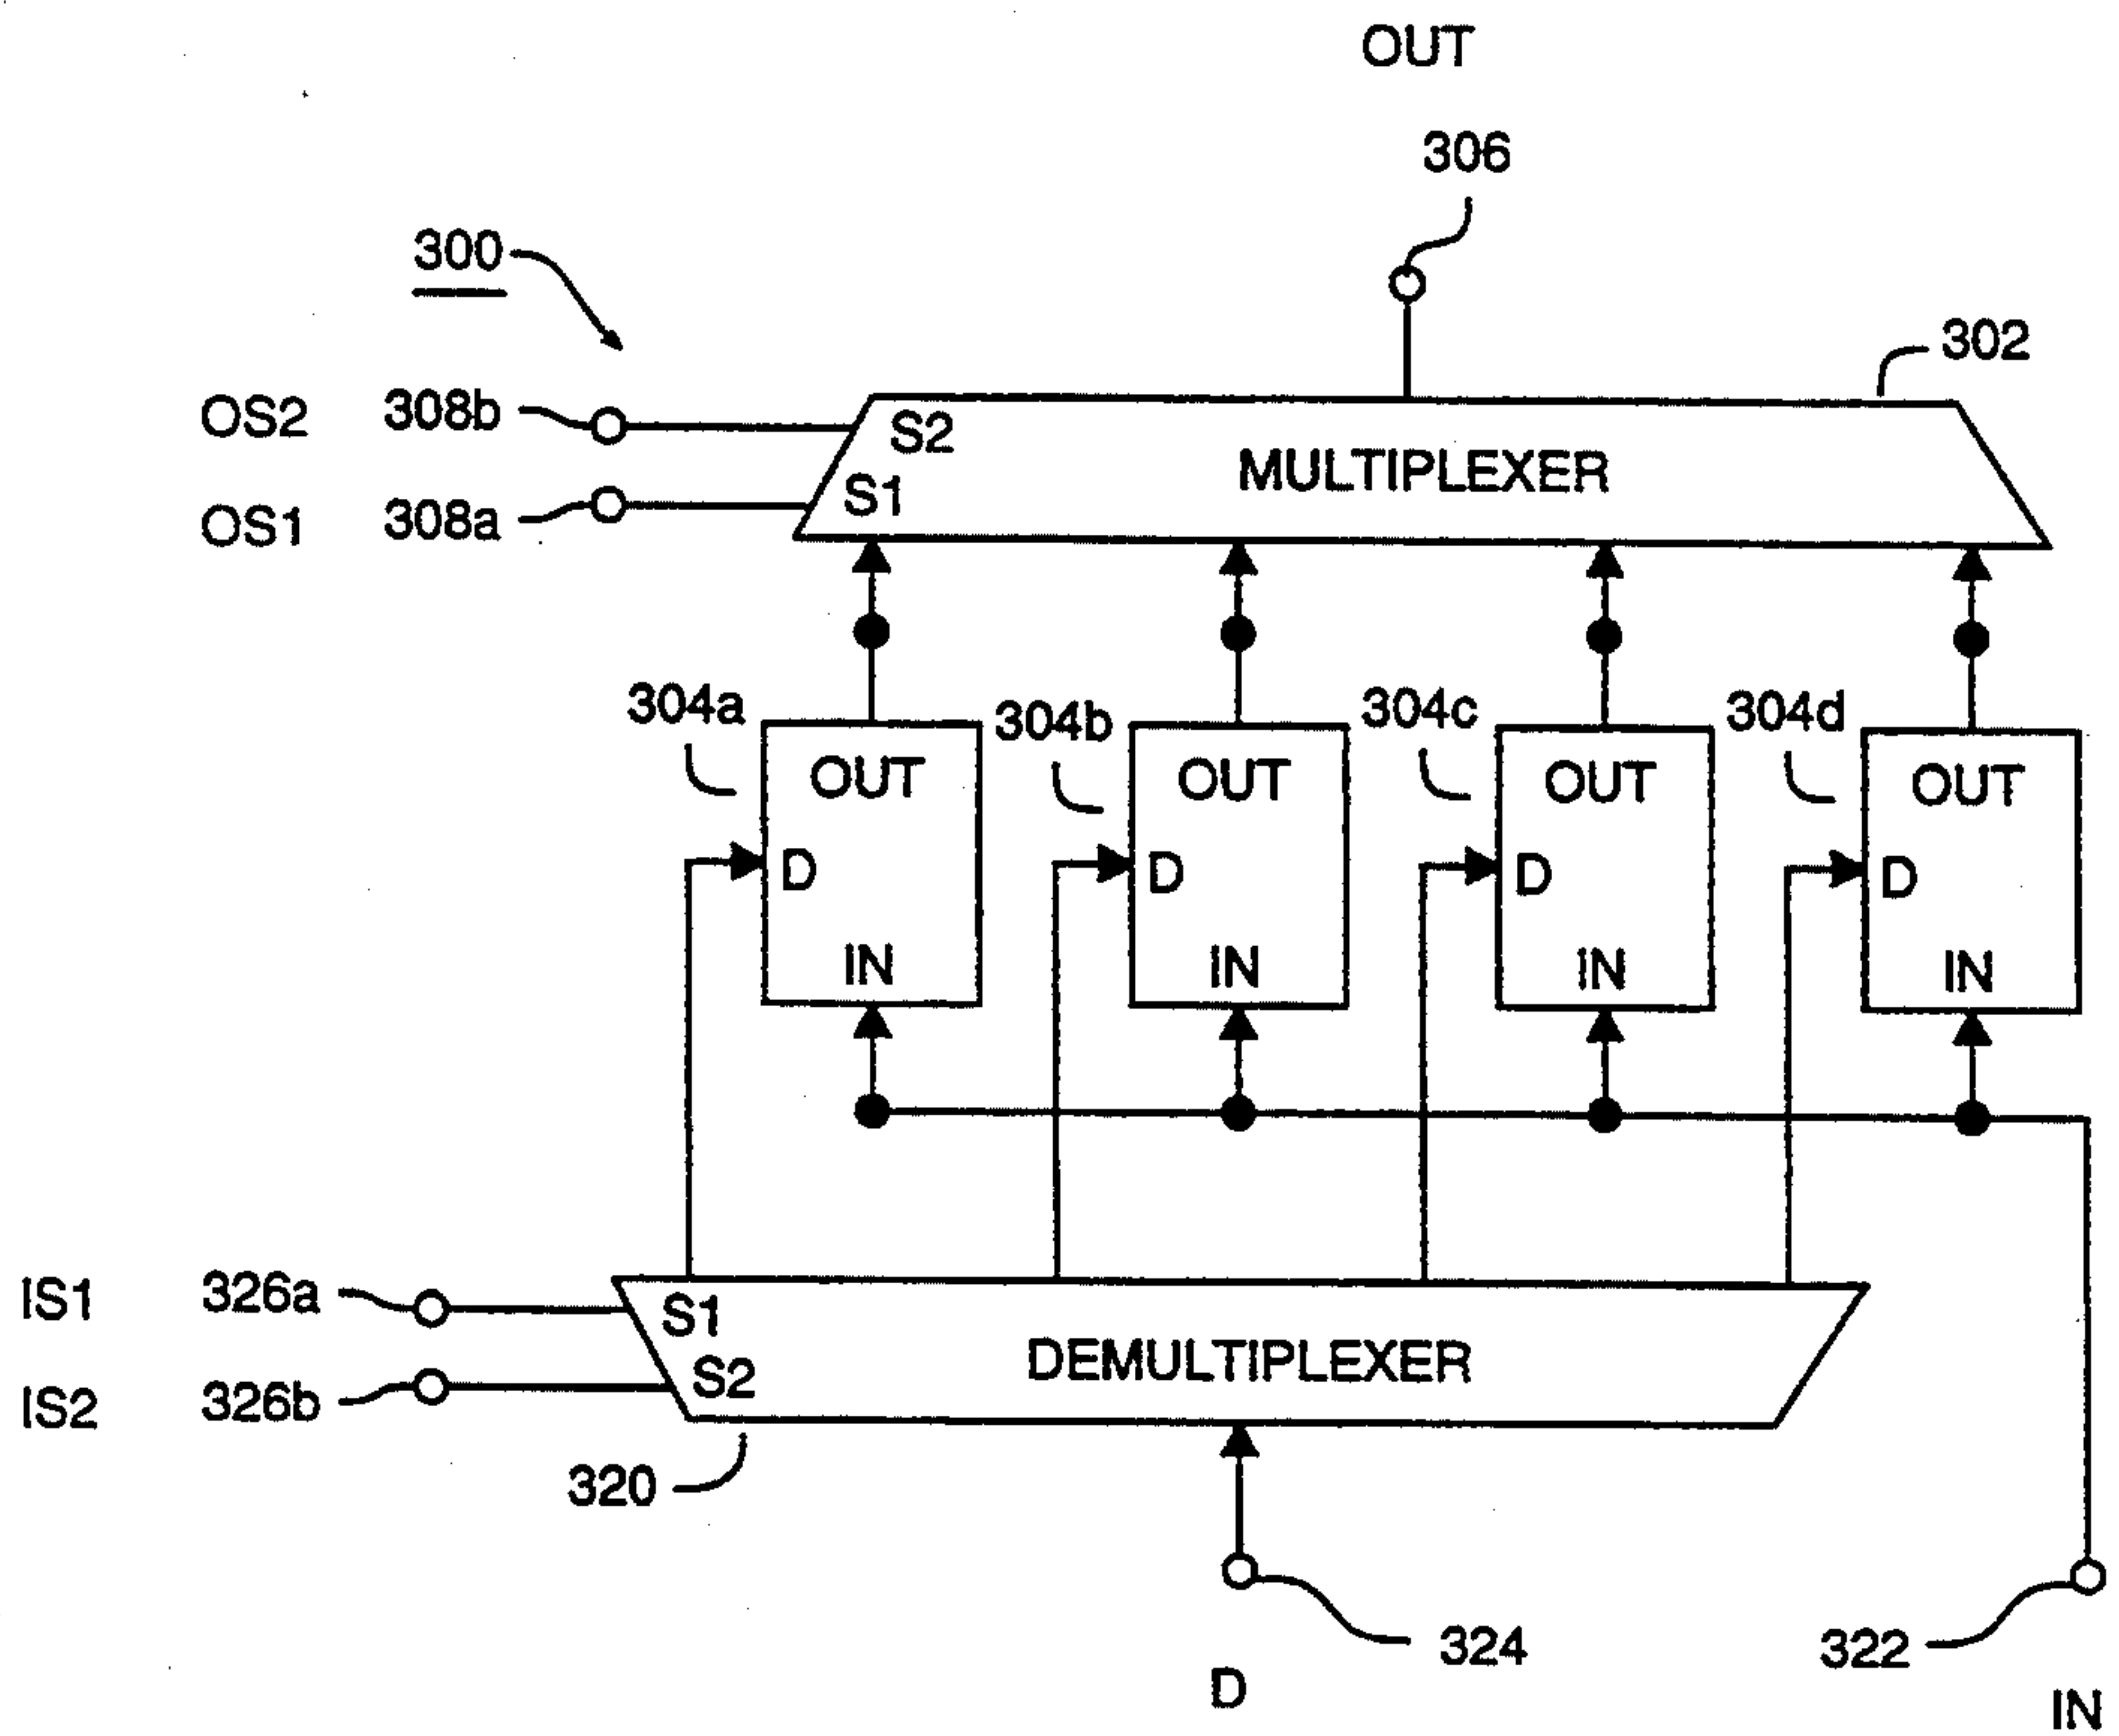 OUT
306
300
302
OS2 308b S2
MULTIPLEXER
OS1 308a S1
304a 304b 304c 304d
OUT OUT OUT OUT
D D D D
IN IN IN IN
IS1 326a S1
DEMULTIPLEXER
IS2 326b S2
320
324
322
D
IN